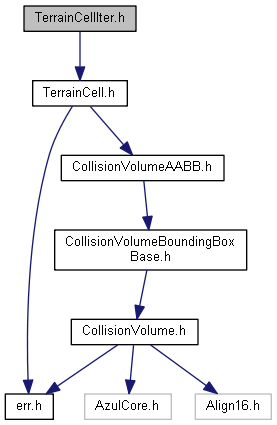 TerrainCellIter.h
TerrainCell.h
CollisionVolumeAABB.h
CollisionVolumeBoundingBox
Base.h
CollisionVolume.h
err.h
AzulCore.h
Align16.h